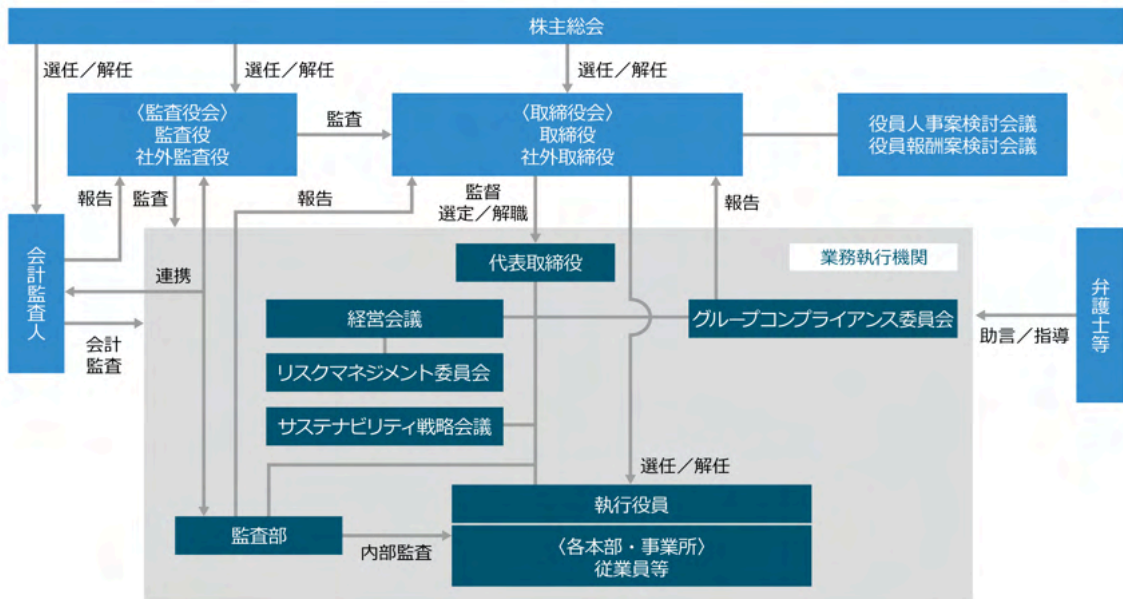 株主総会
選任／解任
選任／解任
選任／解任
〈監査役会〉
監査役
社外監査役
監査
〈取締役会〉
取締役
社外取締役
役員人事案検討会議
役員報酬案検討会議
報告
監査
報告
監督
選定／解職
報告
会計監査人
連携
会計
監査
代表取締役
業務執行機関
経営会議
グループコンプライアンス委員会
助言／指導
弁護士等
リスクマネジメント委員会
サステナビリティ戦略会議
選任／解任
執行役員
監査部
内部監査
〈各本部・事業所〉
従業員等